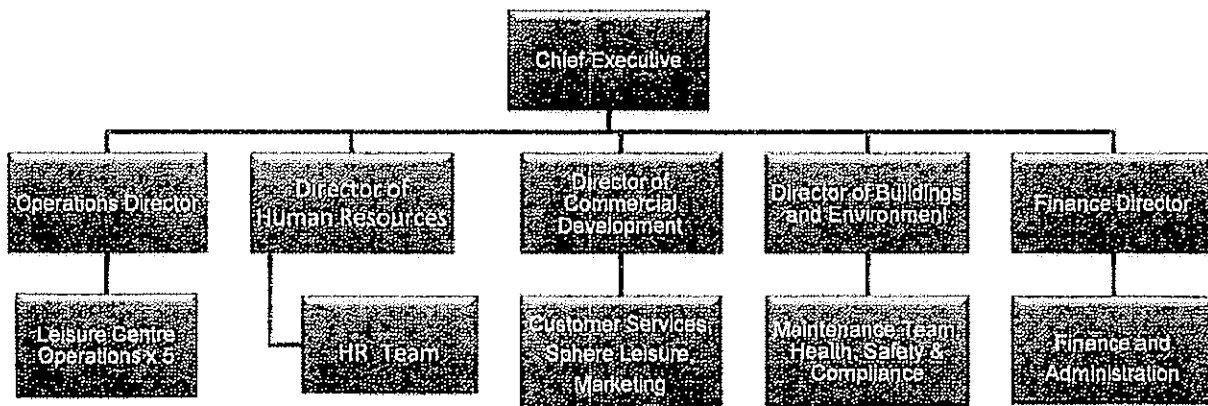 Chief Executive
Operations Director
Director of
Human Resources
Director of
Commercial
Development
Director of Buildings
and Environment
Finance Director
Leisure Centre
Operations x 5
HR Team
Customer Services,
Sphere Leisure,
Marketing
Maintenance Team
Health, Safety &
Compliance
Finance and
Administration